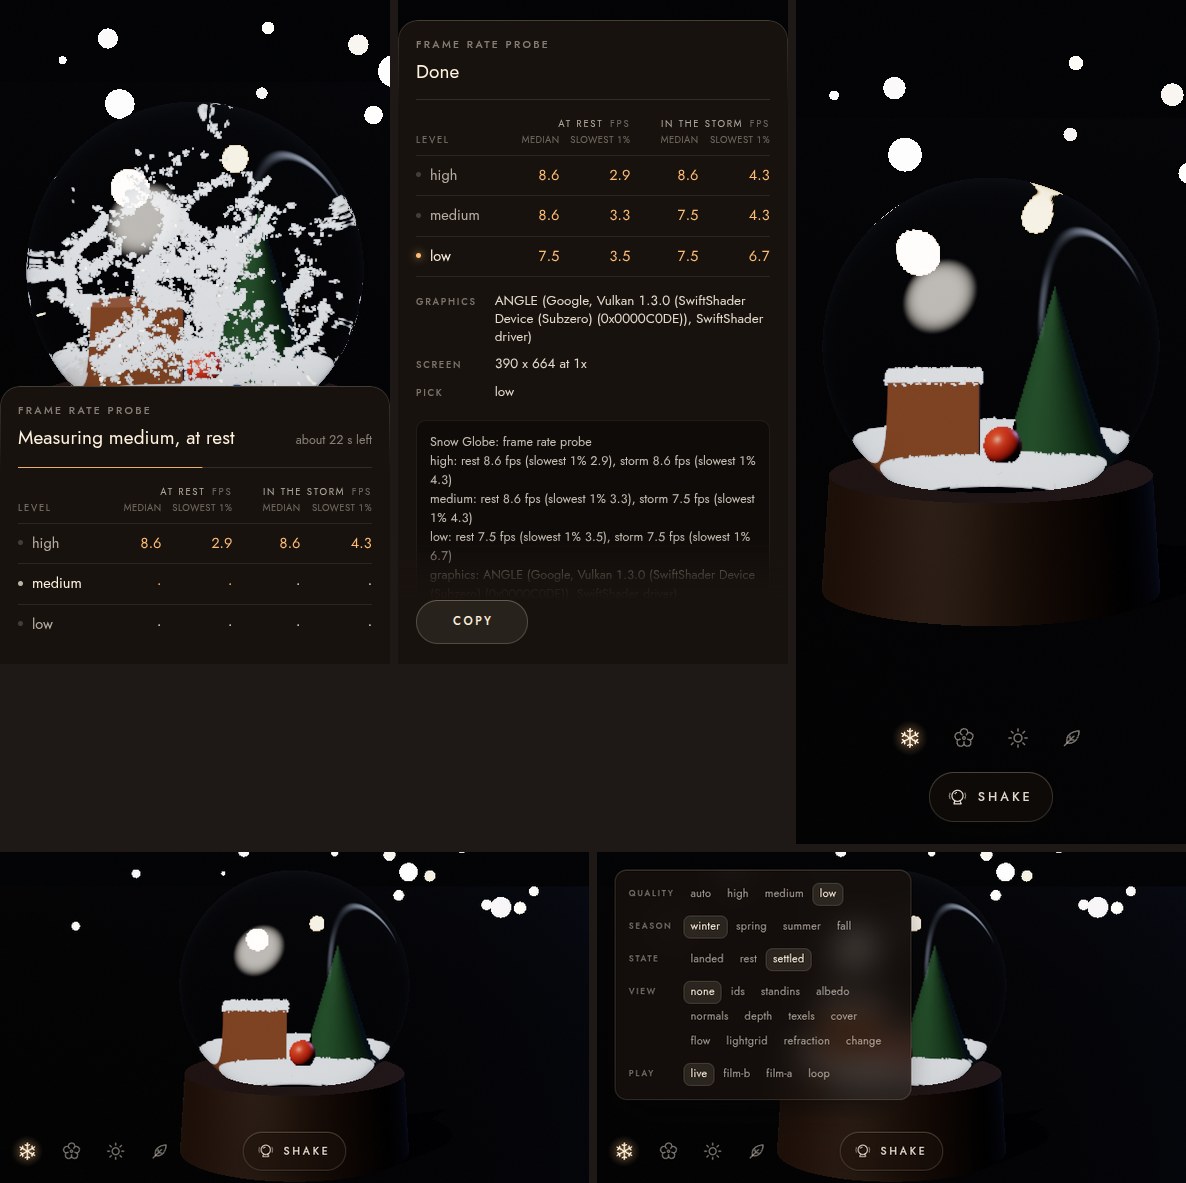 FRAME RATE PROBE
Measuring medium, at rest about 22 s left
AT REST FPS IN THE STORM FPS
LEVEL MEDIAN SLOWEST 1% MEDIAN SLOWEST 1%
high 8.6 2.9 8.6 4.3
medium · · · ·
low · · · ·
FRAME RATE PROBE
Done
AT REST FPS IN THE STORM FPS
LEVEL MEDIAN SLOWEST 1% MEDIAN SLOWEST 1%
high 8.6 2.9 8.6 4.3
medium 8.6 3.3 7.5 4.3
low 7.5 3.5 7.5 6.7
GRAPHICS ANGLE (Google, Vulkan 1.3.0 (SwiftShader
Device (Subzero) (0x0000C0DE)), SwiftShader
driver)
SCREEN 390 x 664 at 1x
PICK low
Snow Globe: frame rate probe
high: rest 8.6 fps (slowest 1% 2.9), storm 8.6 fps (slowest 1%
4.3)
medium: rest 8.6 fps (slowest 1% 3.3), storm 7.5 fps (slowest
1% 4.3)
low: rest 7.5 fps (slowest 1% 3.5), storm 7.5 fps (slowest 1%
6.7)
graphics: ANGLE (Google, Vulkan 1.3.0 (SwiftShader Device
(Subzero) (0x0000C0DE)), SwiftShader driver)
COPY
SHAKE
SHAKE
QUALITY auto high medium low
SEASON winter spring summer fall
STATE landed rest settled
VIEW none ids standins albedo
normals depth texels cover
flow lightgrid refraction change
PLAY live film-b film-a loop
SHAKE